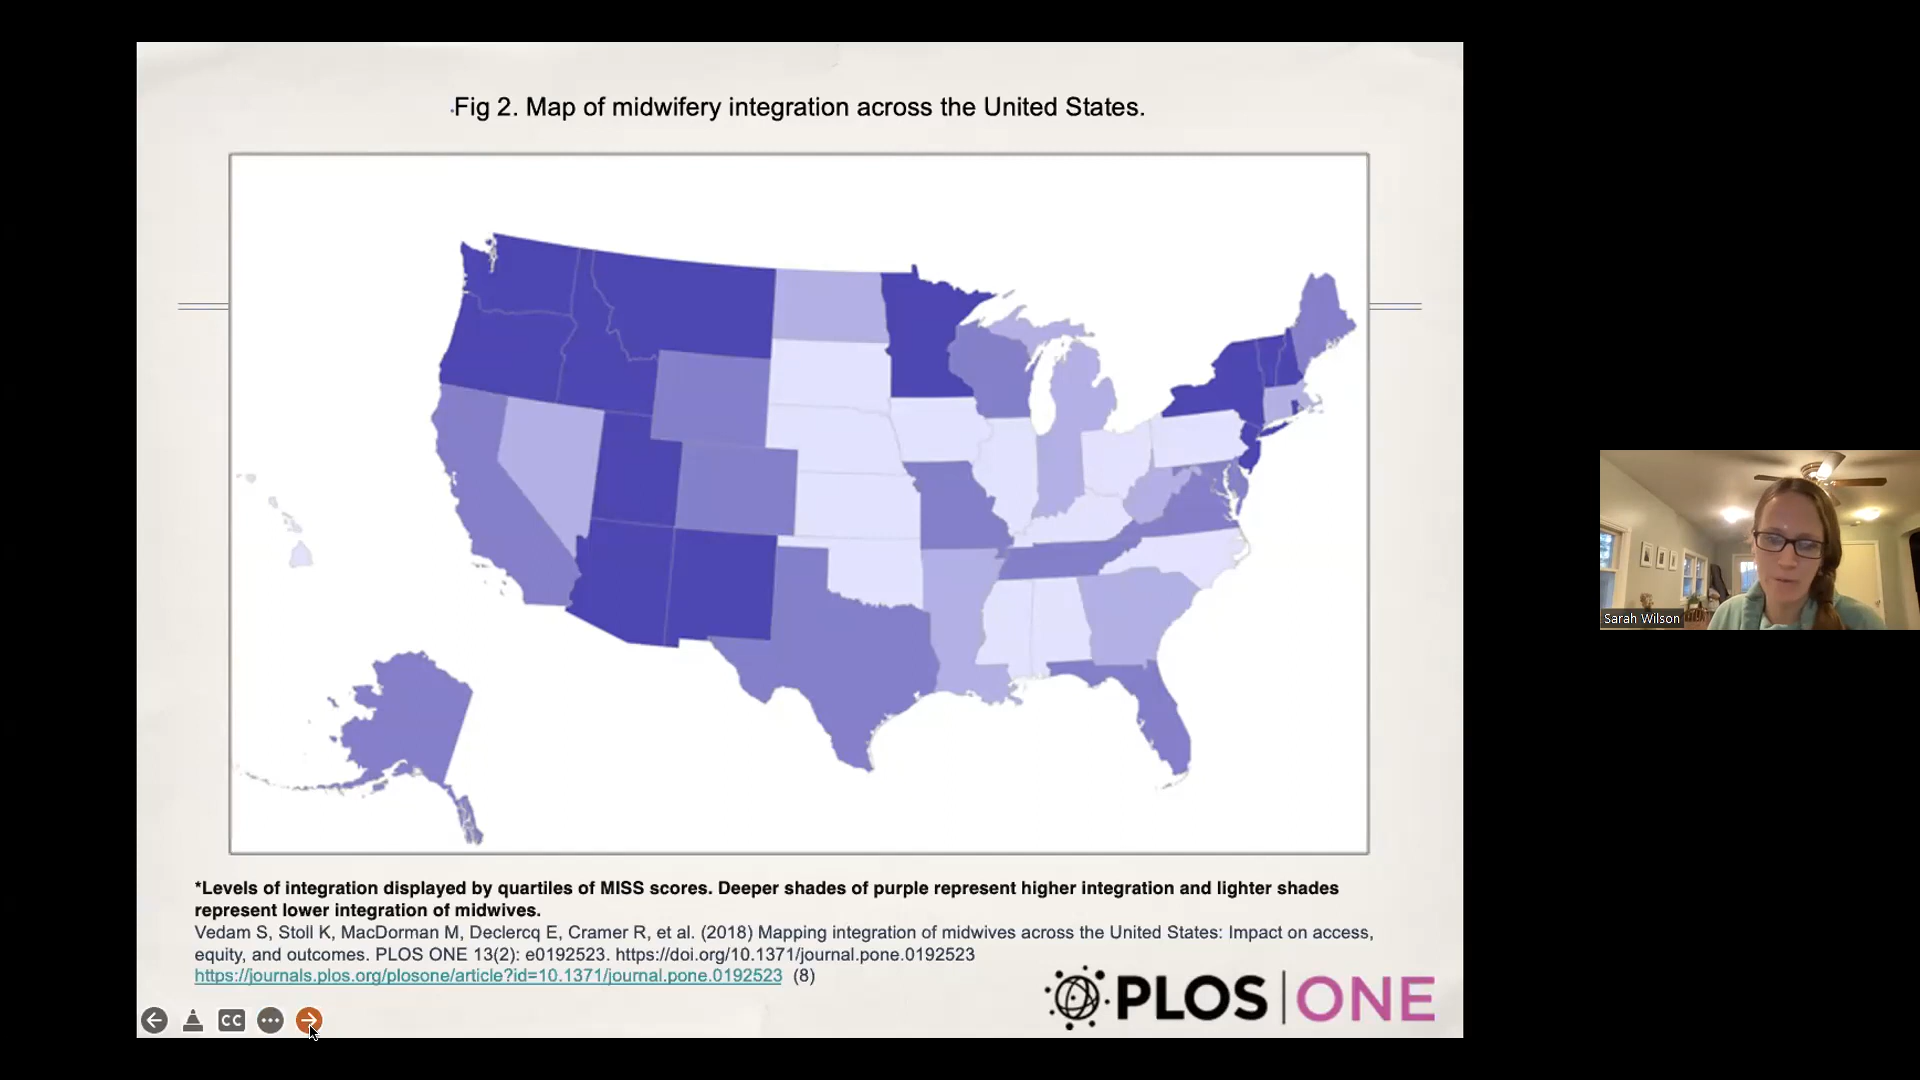 .Fig 2. Map of midwifery integration across the United States.
*Levels of integration displayed by quartiles of MISS scores. Deeper shades of purple represent higher integration and lighter shades
represent lower integration of midwives.
Vedam S, Stoll K, MacDorman M, Declercq E, Cramer R, et al. (2018) Mapping integration of midwives across the United States: Impact on access,
equity, and outcomes. PLOS ONE 13(2): e0192523. https://doi.org/10.1371/journal.pone.0192523
https://journals.plos.org/plosone/article?id=10.1371/journal.pone.0192523 (8)
PLOS | ONE
CC
Sarah Wilson